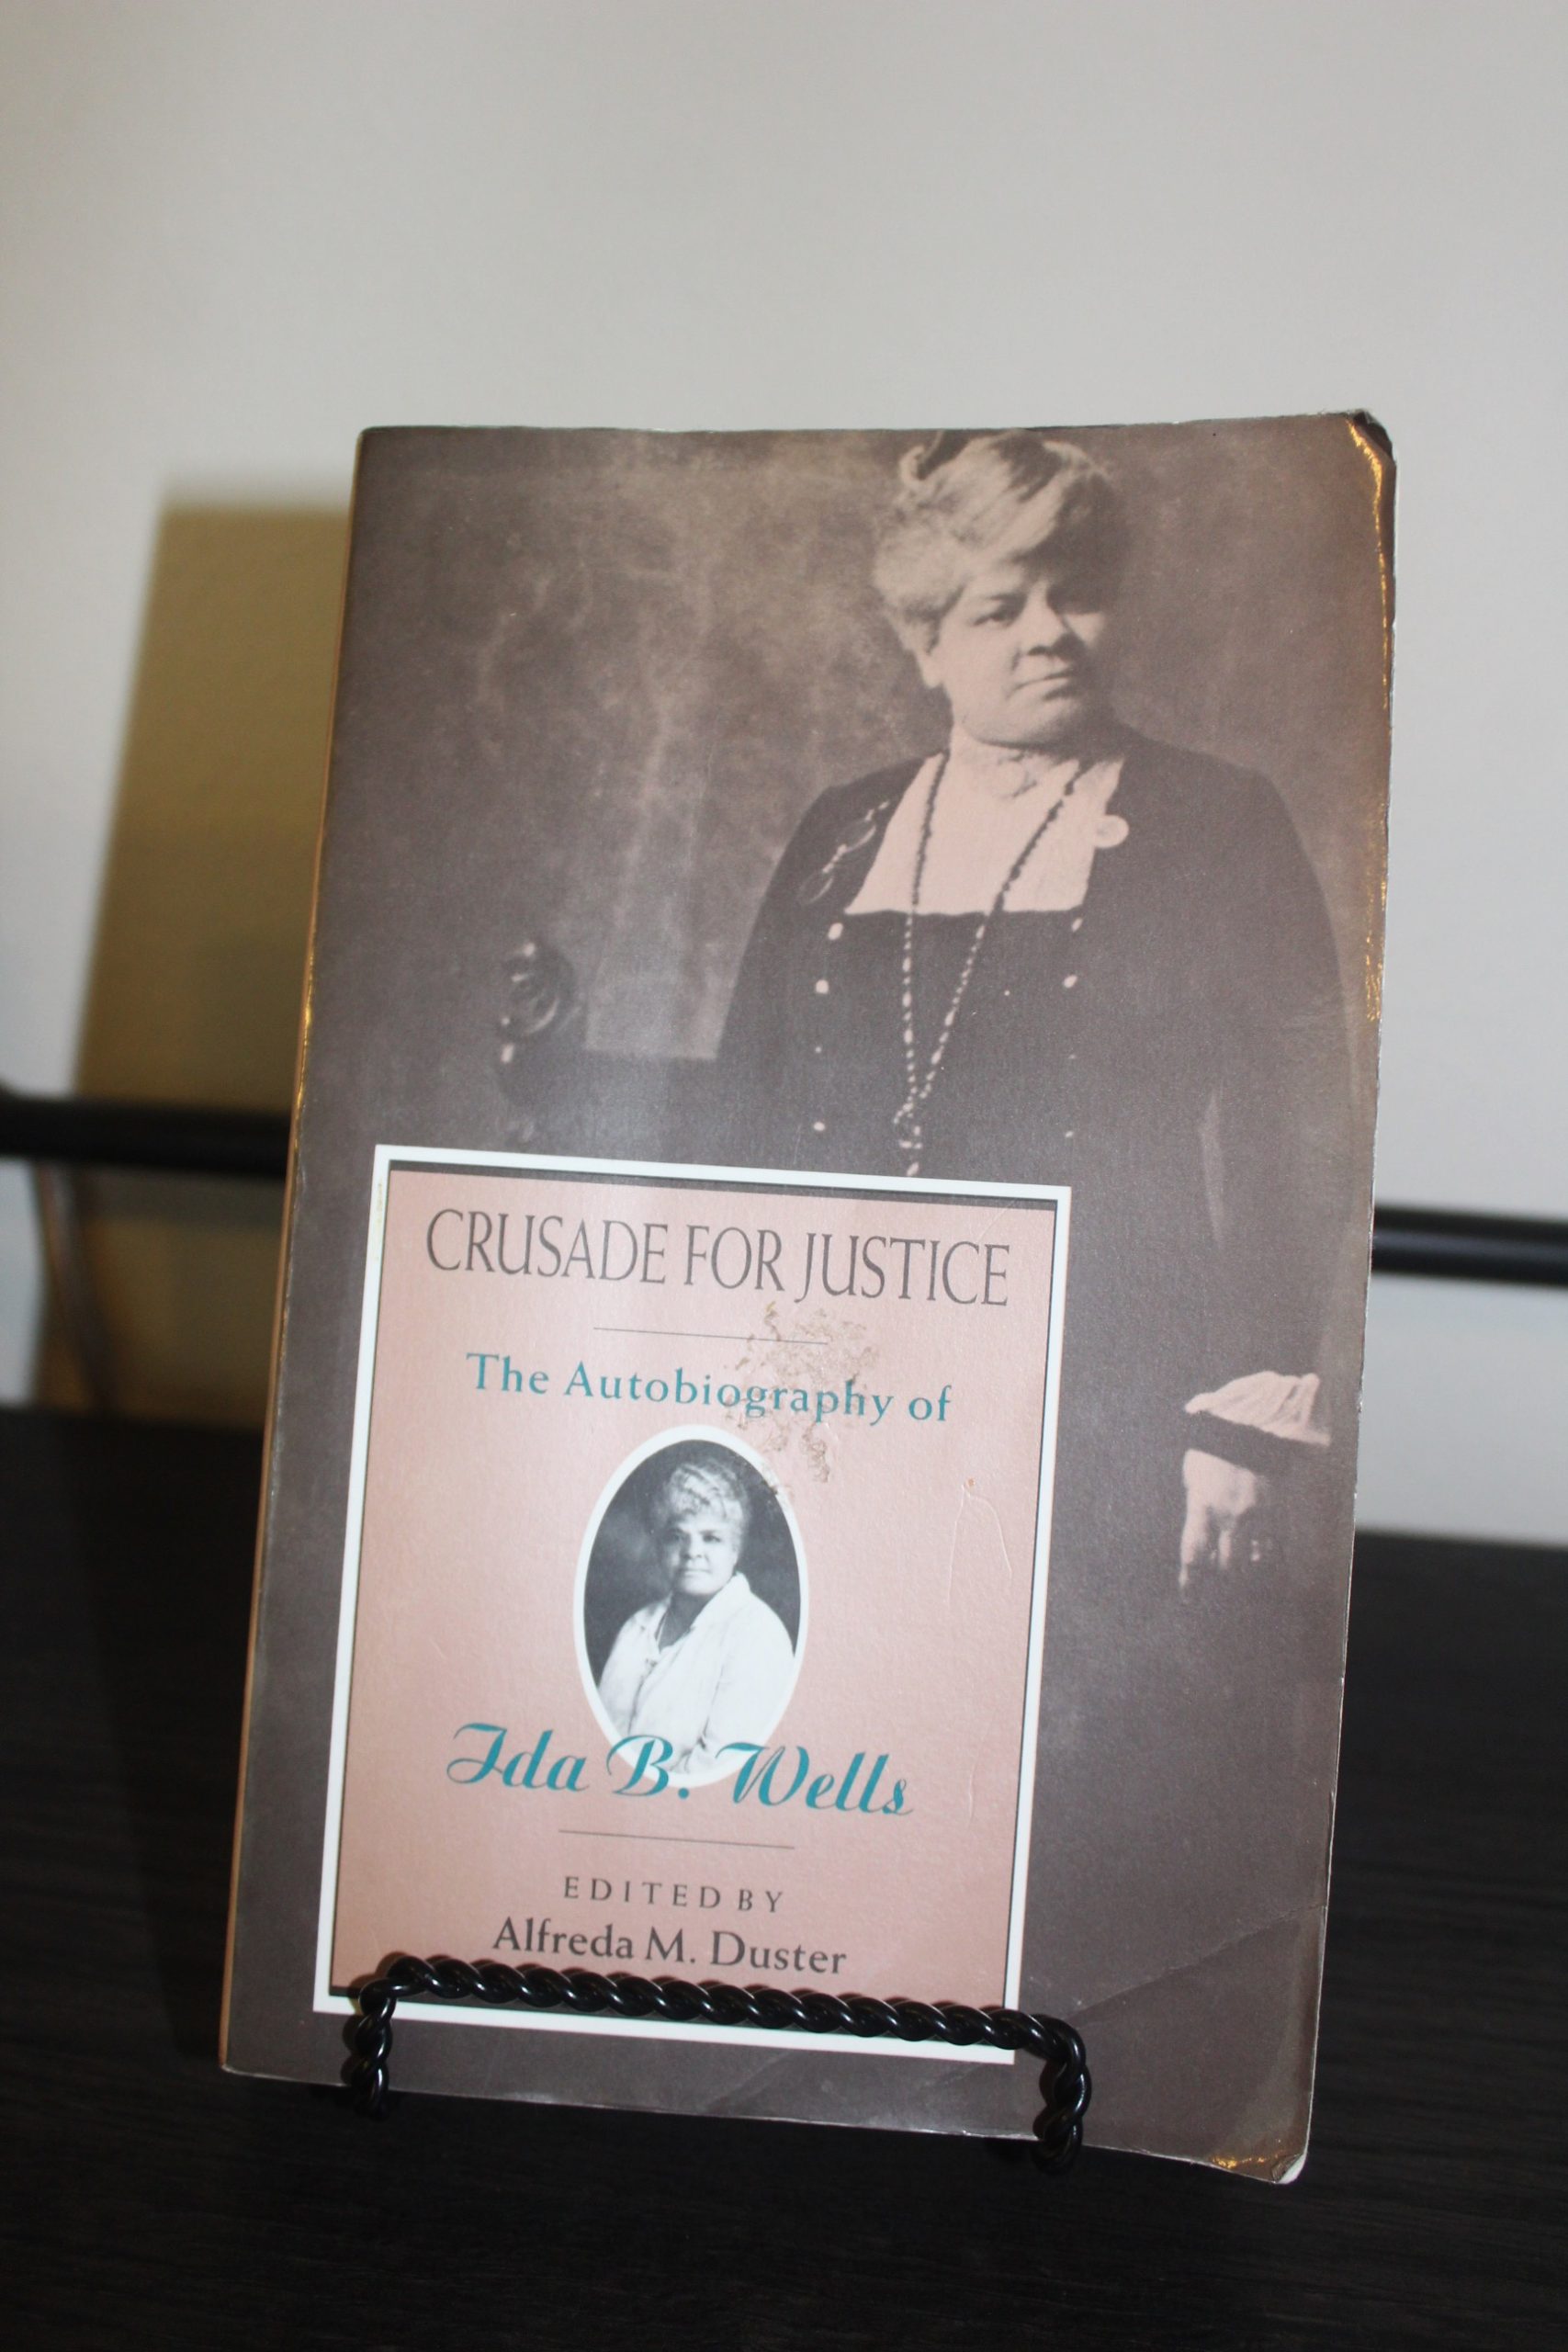 CRUSADE FOR JUSTICE
The Autobiography of
Ida B. Wells
EDITED BY
Alfreda M. Duster